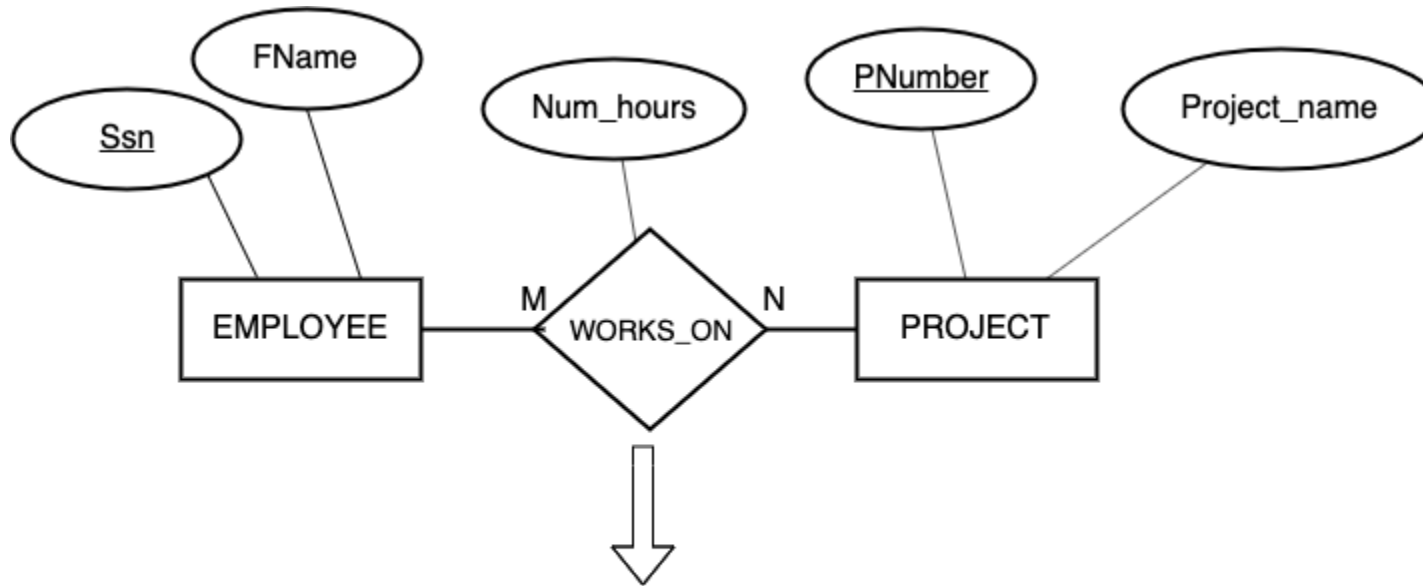 FName
Ssn
Num_hours
PNumber
Project_name
EMPLOYEE
M
WORKS_ON
N
PROJECT